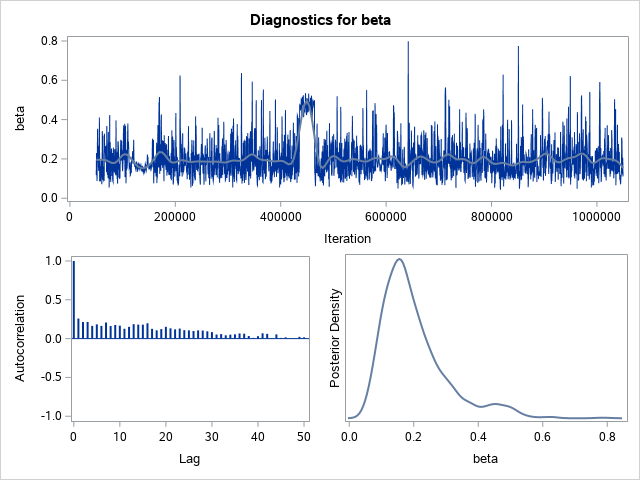 Diagnostics for beta
beta
0.8
0.6
0.4
0.2
0.0
0 200000 400000 600000 800000 1000000
Iteration
Autocorrelation
1.0
0.5
0.0
-0.5
-1.0
0 10 20 30 40 50
Lag
Posterior Density
0.0 0.2 0.4 0.6 0.8
beta